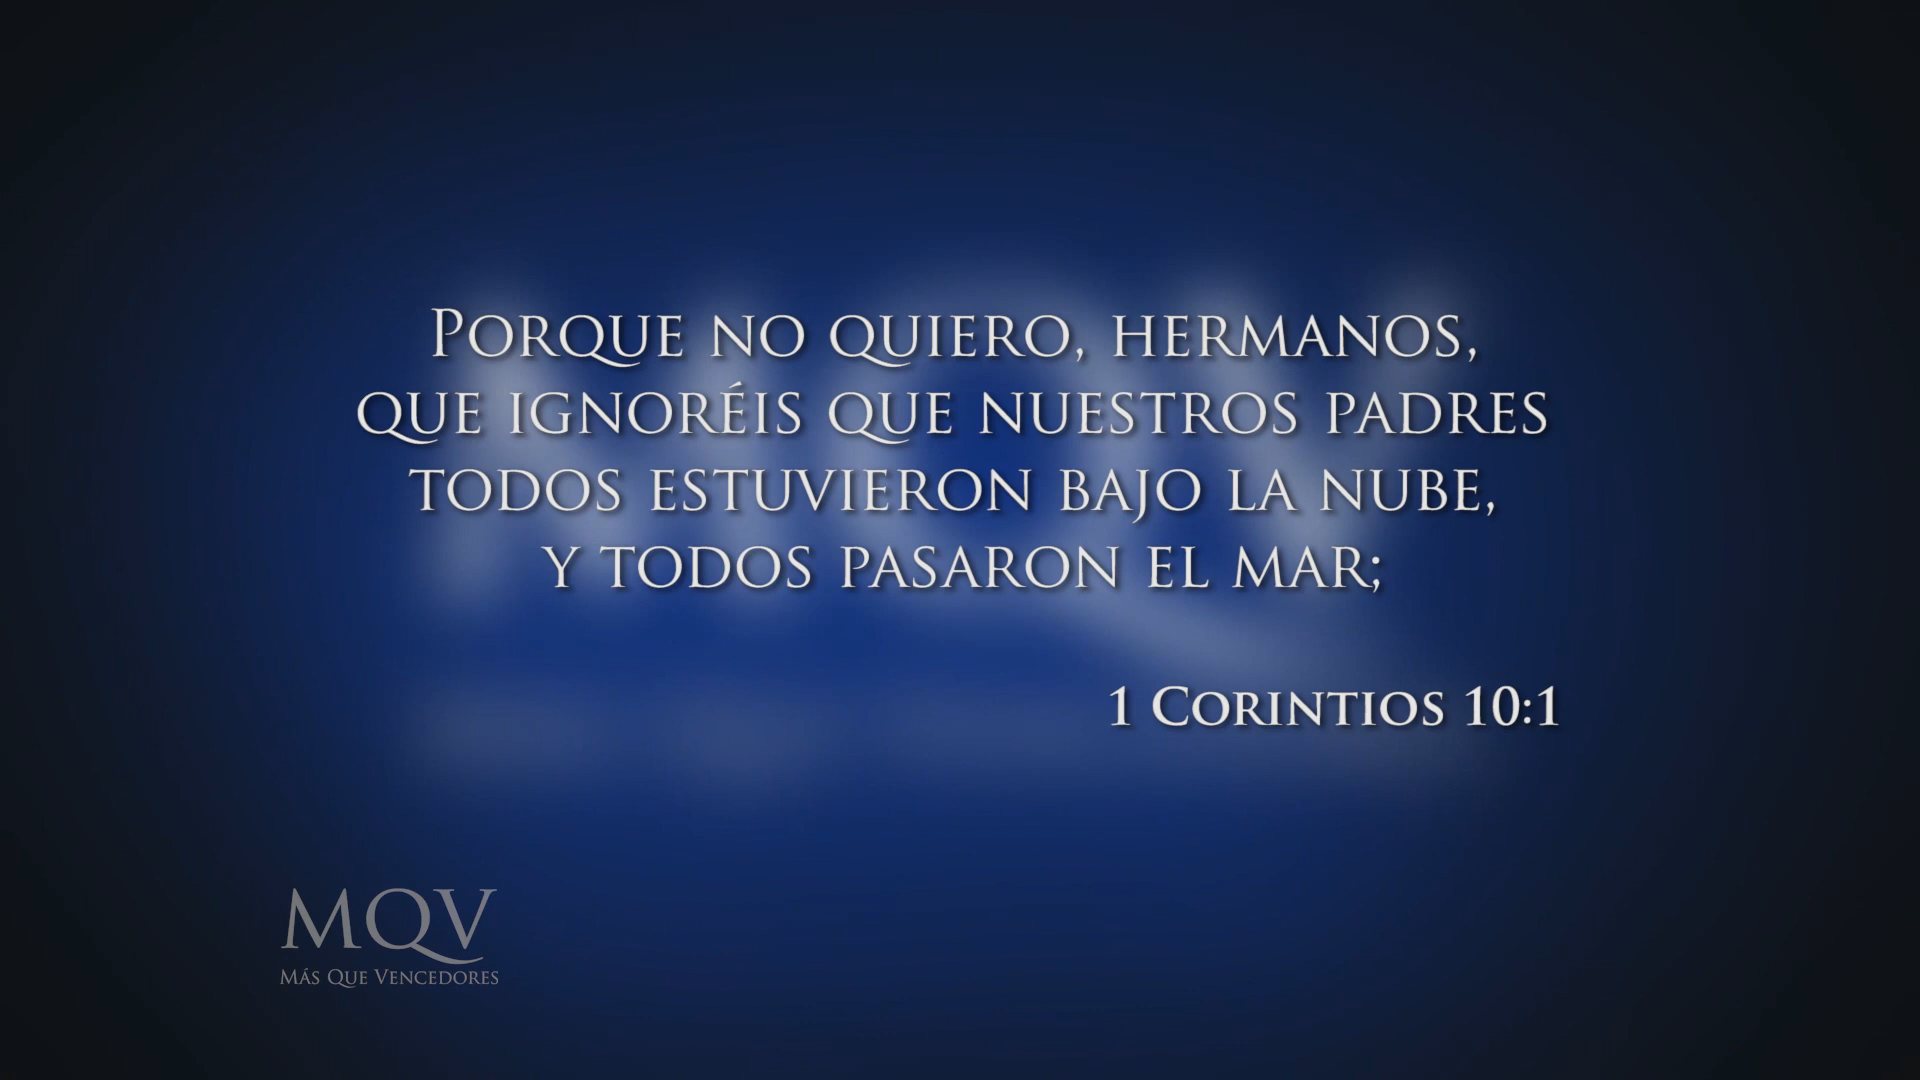 Porque no quiero, hermanos,
que ignoréis que nuestros padres
todos estuvieron bajo la nube,
y todos pasaron el mar;
1 Corintios 10:1
MQV
Más Que Vencedores